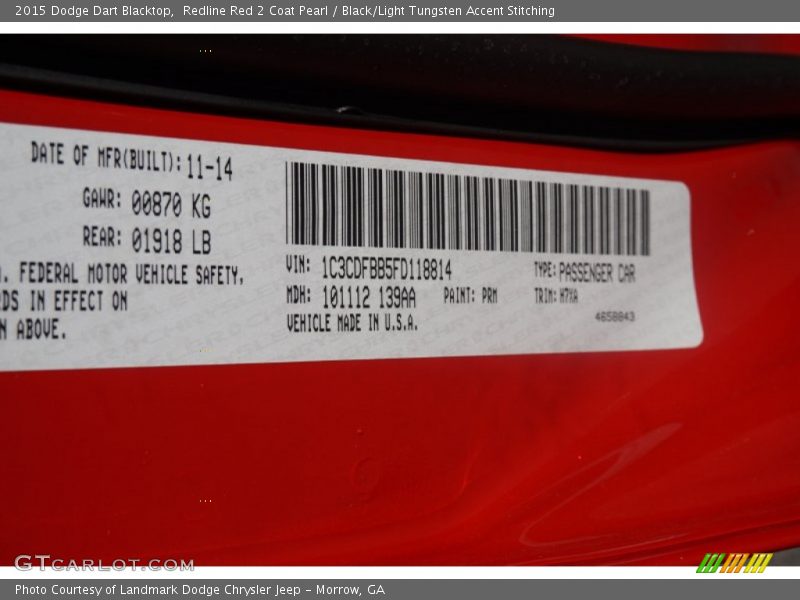 2015 Dodge Dart Blacktop,  Redline Red 2 Coat Pearl / Black/Light Tungsten Accent Stitching
DATE OF MFR(BUILT): 11-14
GAWR: 00870 KG
REAR: 01918 LB
. FEDERAL MOTOR VEHICLE SAFETY,
DS IN EFFECT ON
N ABOVE.
VIN: 1C3CDFBB5FD118814 TYPE: PASSENGER CAR
MDH: 101112 139AA PAINT: PRM TRIM: H7XA
VEHICLE MADE IN U.S.A. 4658843
GTCARLOT.COM
Photo Courtesy of Landmark Dodge Chrysler Jeep – Morrow, GA